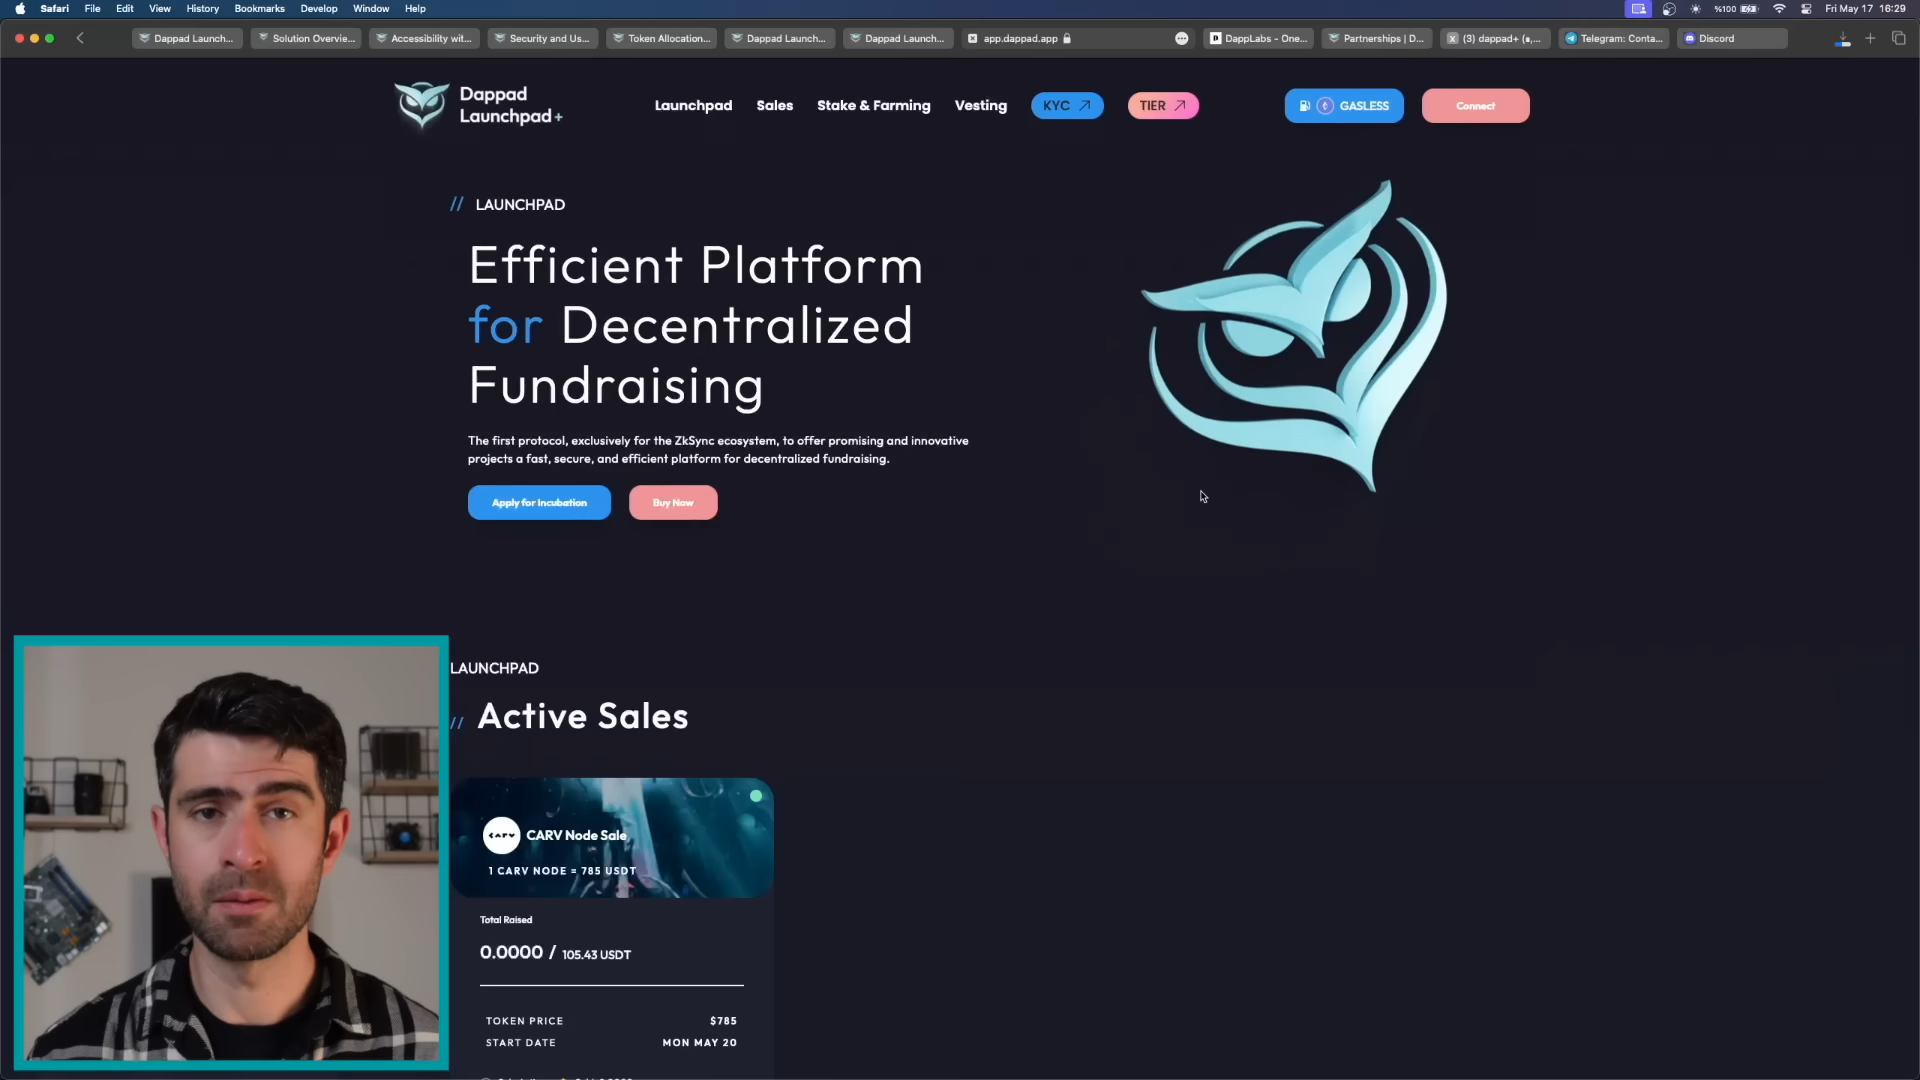 Safari File Edit View History Bookmarks Develop Window Help %100 Fri May 17 16:29
Dappad Launch... Solution Overvie... Accessibility wit... Security and Us... Token Allocation... Dappad Launch... Dappad Launch... app.dappad.app DappLabs - One... Partnerships | D... Telegram: Conta... Discord
Dappad
Launchpad+
Launchpad Sales Stake & Farming Vesting KYC TIER GASLESS Connect
// LAUNCHPAD
Efficient Platform
for Decentralized
Fundraising
The first protocol, exclusively for the ZkSync ecosystem, to offer promising and innovative
projects a fast, secure, and efficient platform for decentralized fundraising.
Apply for Incubation Buy Now
LAUNCHPAD
// Active Sales
CARV Node Sale
1 CARV NODE = 785 USDT
Total Raised
0.0000 / 105.43 USDT
TOKEN PRICE $785
START DATE MON MAY 20